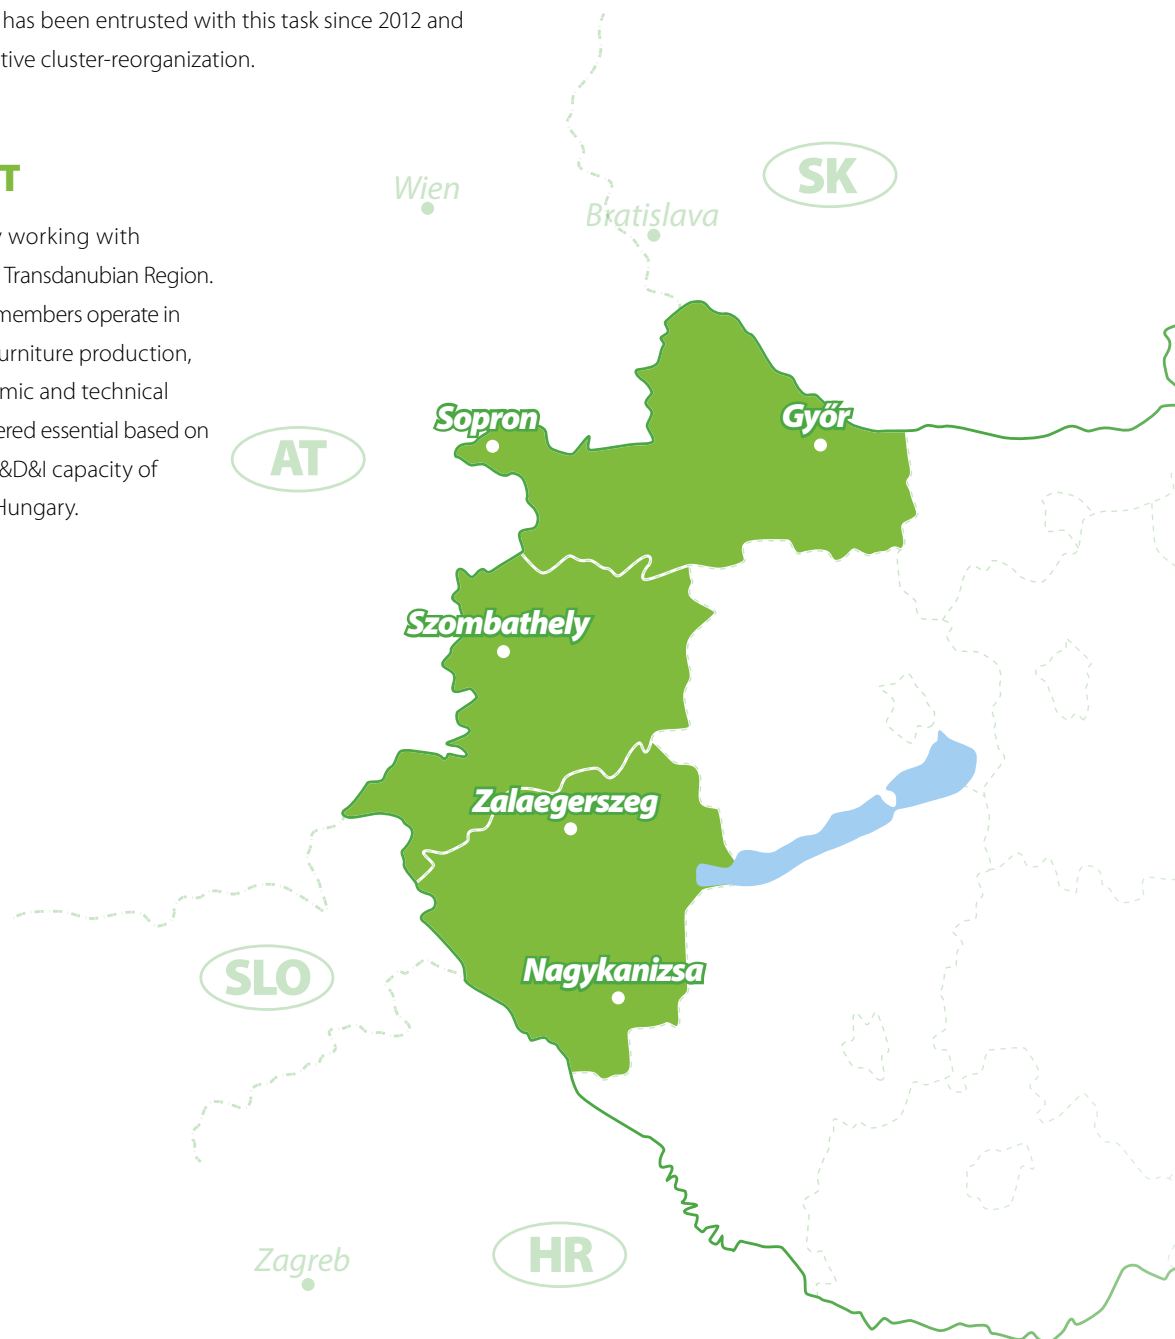 has been entrusted with this task since 2012 and
tive cluster-reorganization.
T
working with
Transdanubian Region.
members operate in
urniture production,
mic and technical
ered essential based on
&D&I capacity of
Hungary.
Wien
Bratislava
SK
Sopron
Győr
AT
Szombathely
Zalaegerszeg
SLO
Nagykanizsa
HR
Zagreb